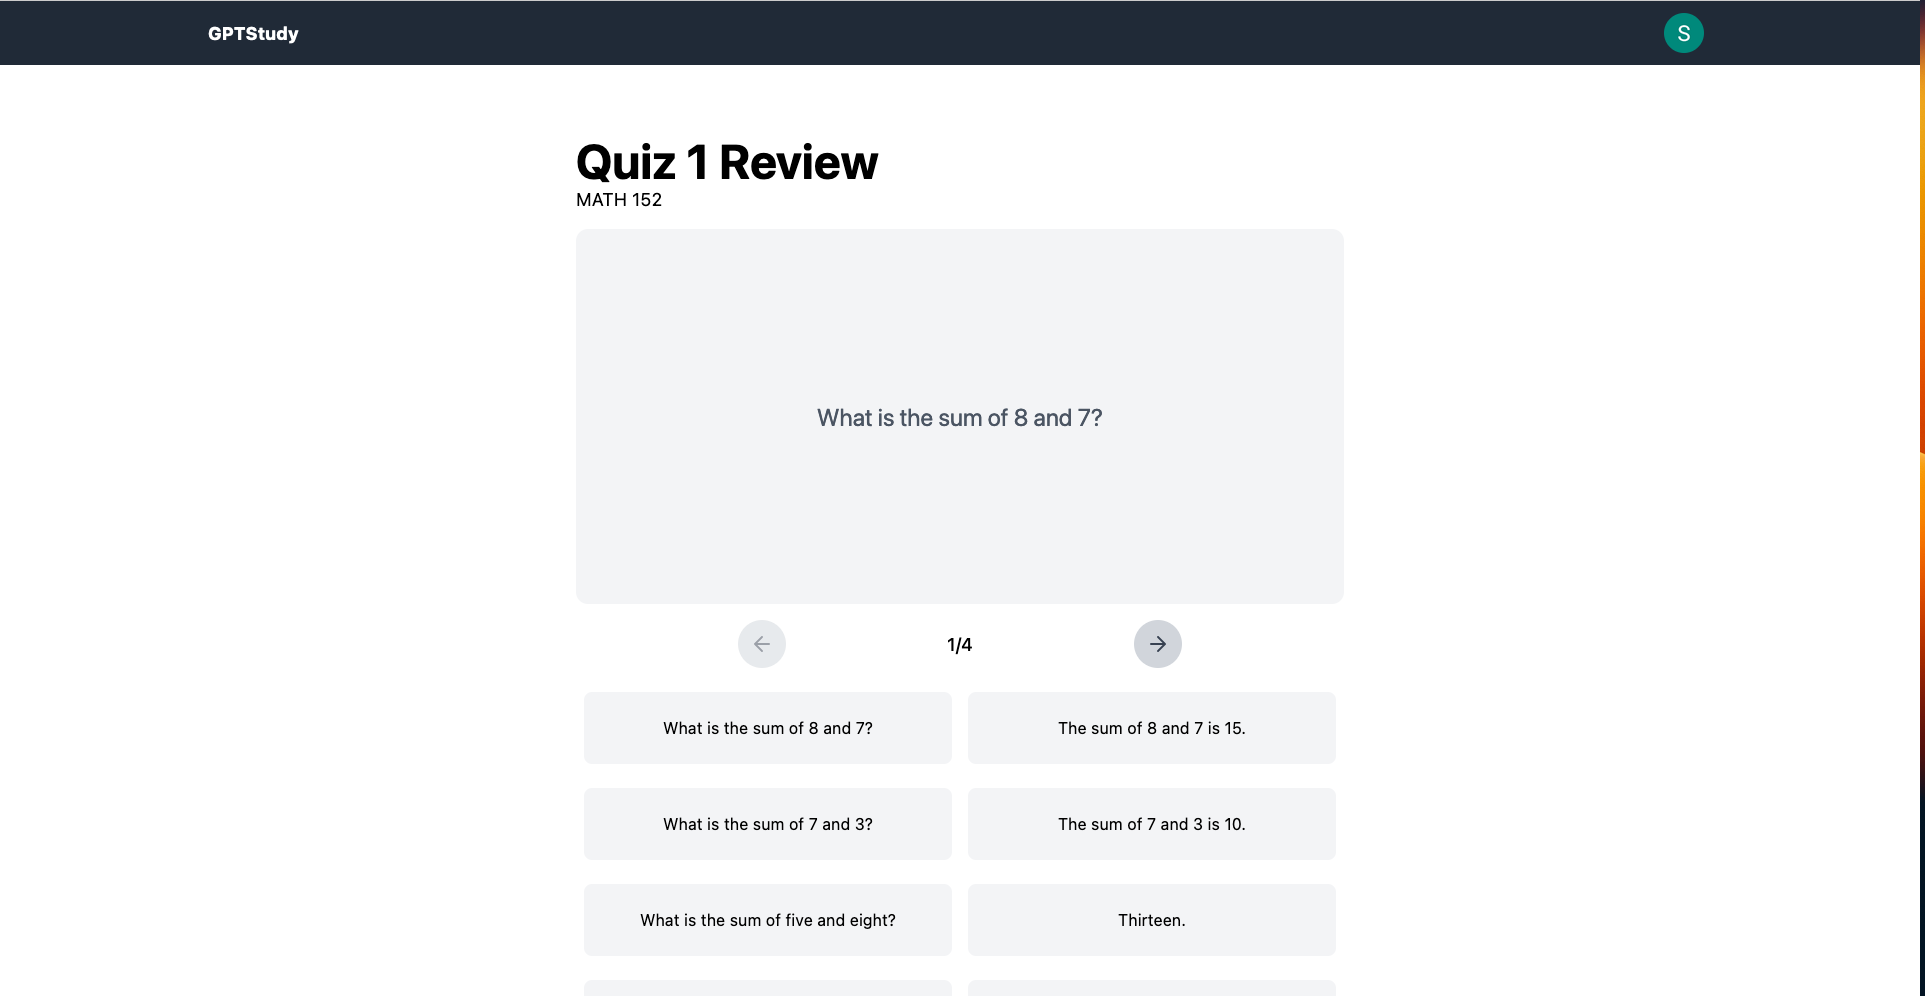 GPTStudy
S
Quiz 1 Review
MATH 152
What is the sum of 8 and 7?
1/4
What is the sum of 8 and 7?
The sum of 8 and 7 is 15.
What is the sum of 7 and 3?
The sum of 7 and 3 is 10.
What is the sum of five and eight?
Thirteen.